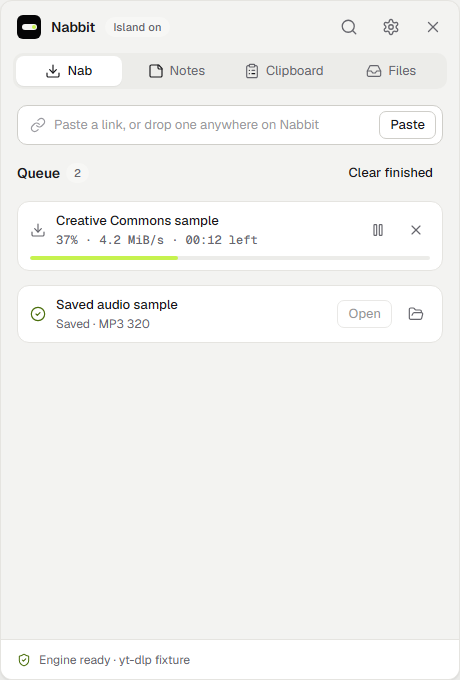 Nabbit Island on
Nab Notes Clipboard Files
Paste a link, or drop one anywhere on Nabbit Paste
Queue 2 Clear finished
Creative Commons sample
37% · 4.2 MiB/s · 00:12 left
Saved audio sample
Saved · MP3 320
Open
Engine ready · yt-dlp fixture